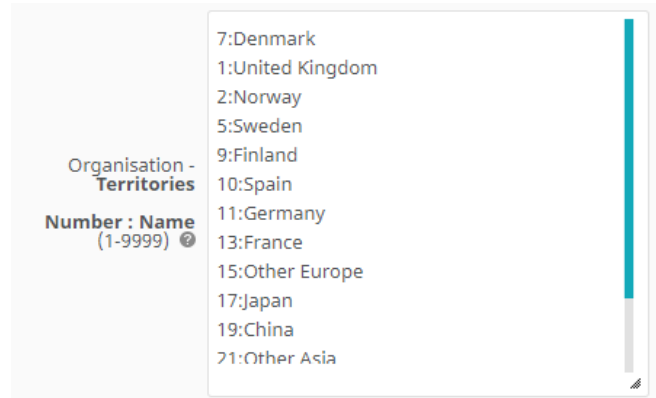 Organisation -
Territories
Number : Name
(1-9999) ?
7:Denmark
1:United Kingdom
2:Norway
5:Sweden
9:Finland
10:Spain
11:Germany
13:France
15:Other Europe
17:Japan
19:China
21:Other Asia